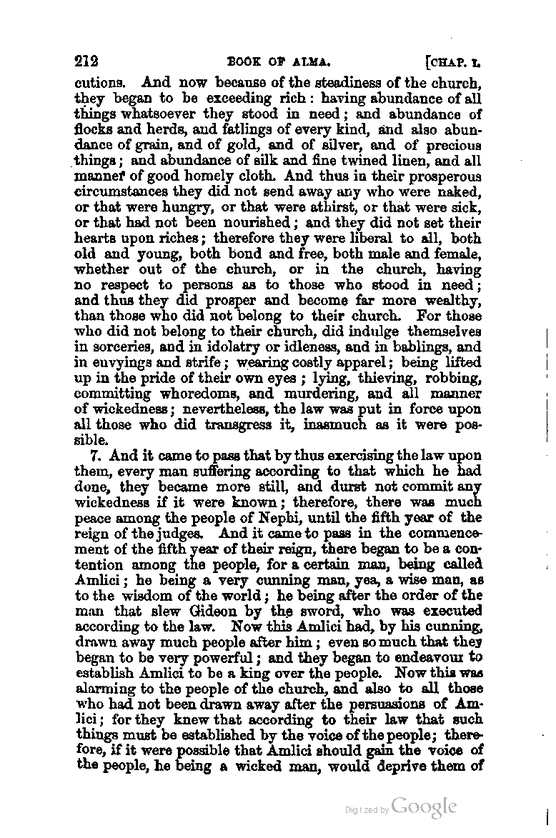 212 BOOK OF ALMA. [CHAP. I.
cutions. And now because of the steadiness of the church,
they began to be exceeding rich : having abundance of all
things whatsoever they stood in need ; and abundance of
flocks and herds, and fatlings of every kind, and also abun-
dance of grain, and of gold, and of silver, and of precious
things ; and abundance of silk and fine twined linen, and all
manner of good homely cloth. And thus in their prosperous
circumstances they did not send away any who were naked,
or that were hungry, or that were athirst, or that were sick,
or that had not been nourished ; and they did not set their
hearts upon riches ; therefore they were liberal to all, both
old and young, both bond and free, both male and female,
whether out of the church, or in the church, having
no respect to persons as to those who stood in need ;
and thus they did prosper and become far more wealthy,
than those who did not belong to their church. For those
who did not belong to their church, did indulge themselves
in sorceries, and in idolatry or idleness, and in bablings, and
in envyings and strife ; wearing costly apparel ; being lifted
up in the pride of their own eyes ; lying, thieving, robbing,
committing whoredoms, and murdering, and all manner
of wickedness ; nevertheless, the law was put in force upon
all those who did transgress it, inasmuch as it were pos-
sible.
7. And it came to pass that by thus exercising the law upon
them, every man suffering according to that which he had
done, they became more still, and durst not commit any
wickedness if it were known ; therefore, there was much
peace among the people of Nephi, until the fifth year of the
reign of the judges. And it came to pass in the commence-
ment of the fifth year of their reign, there began to be a con-
tention among the people, for a certain man, being called
Amlici ; he being a very cunning man, yea, a wise man, as
to the wisdom of the world ; he being after the order of the
man that slew Gideon by the sword, who was executed
according to the law. Now this Amlici had, by his cunning,
drawn away much people after him ; even so much that they
began to be very powerful ; and they began to endeavour to
establish Amlici to be a king over the people. Now this was
alarming to the people of the church, and also to all those
who had not been drawn away after the persuasions of Am-
lici ; for they knew that according to their law that such
things must be established by the voice of the people ; there-
fore, if it were possible that Amlici should gain the voice of
the people, he being a wicked man, would deprive them of
Digitized by Google